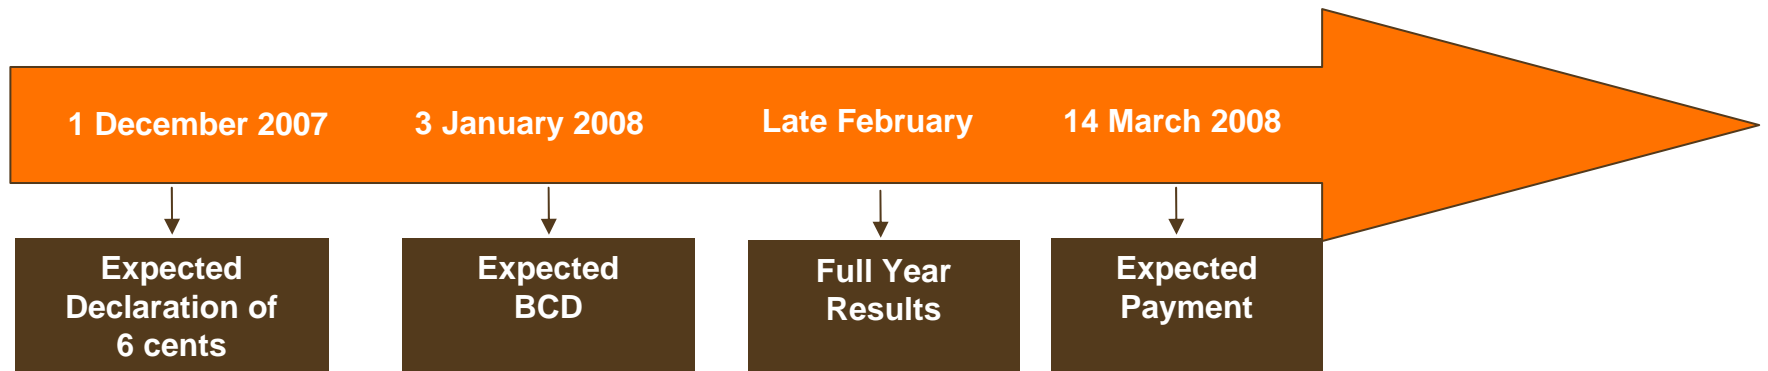 1 December 2007
3 January 2008
Late February
14 March 2008
Expected
Declaration of
6 cents
Expected
BCD
Full Year
Results
Expected
Payment